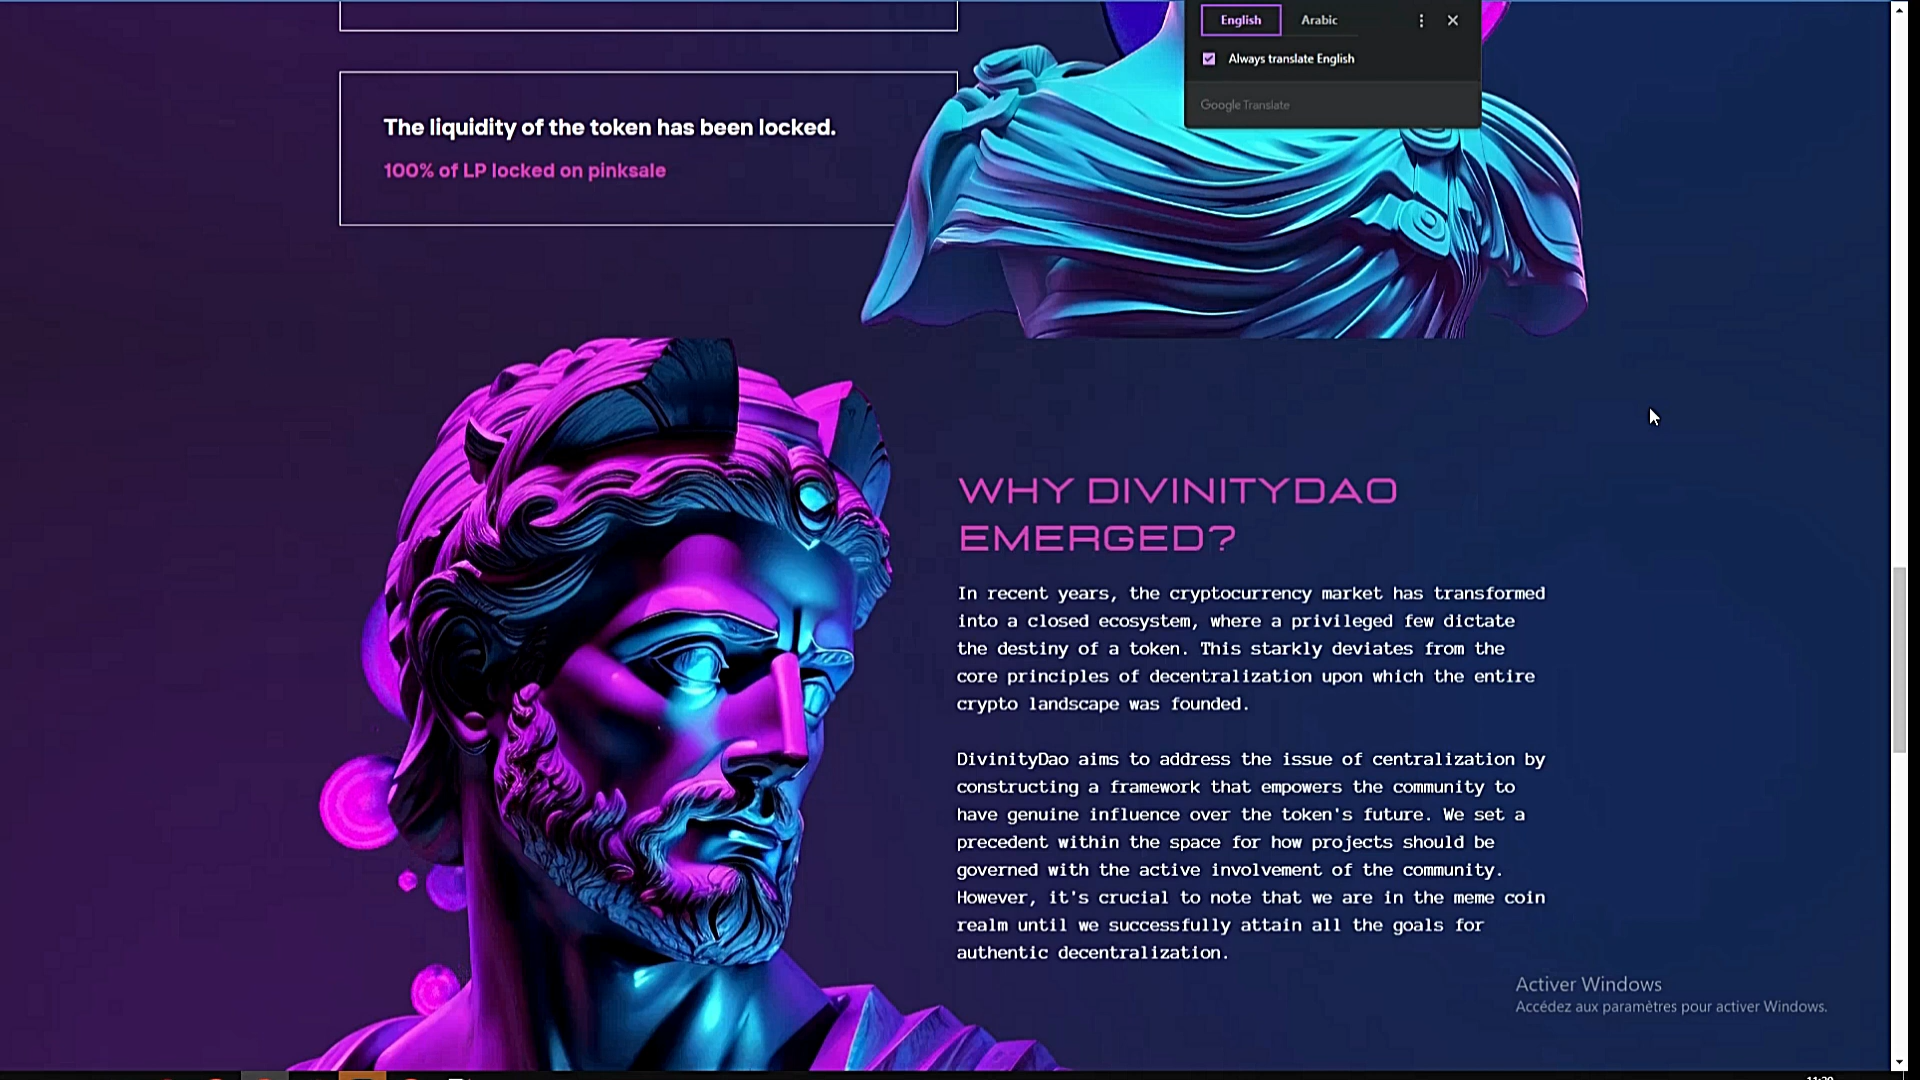 English Arabic
Always translate English
Google Translate
The liquidity of the token has been locked.
100% of LP locked on pinksale
WHY DIVINITYDAO
EMERGED?
In recent years, the cryptocurrency market has transformed
into a closed ecosystem, where a privileged few dictate
the destiny of a token. This starkly deviates from the
core principles of decentralization upon which the entire
crypto landscape was founded.
DivinityDao aims to address the issue of centralization by
constructing a framework that empowers the community to
have genuine influence over the token's future. We set a
precedent within the space for how projects should be
governed with the active involvement of the community.
However, it's crucial to note that we are in the meme coin
realm until we successfully attain all the goals for
authentic decentralization.
Activer Windows
Accédez aux paramètres pour activer Windows.